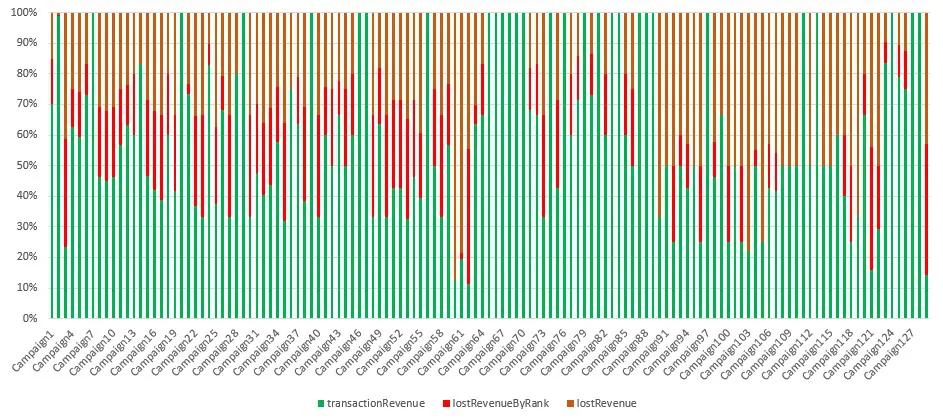 100%
90%
80%
70%
60%
50%
40%
30%
20%
10%
0%
Campaign1
Campaign4
Campaign7
Campaign10
Campaign13
Campaign16
Campaign19
Campaign22
Campaign25
Campaign28
Campaign31
Campaign34
Campaign37
Campaign40
Campaign43
Campaign46
Campaign49
Campaign52
Campaign55
Campaign58
Campaign61
Campaign64
Campaign67
Campaign70
Campaign73
Campaign76
Campaign79
Campaign82
Campaign85
Campaign88
Campaign91
Campaign94
Campaign97
Campaign100
Campaign103
Campaign106
Campaign109
Campaign112
Campaign115
Campaign118
Campaign121
Campaign124
Campaign127
transactionRevenue lostRevenueByRank lostRevenue